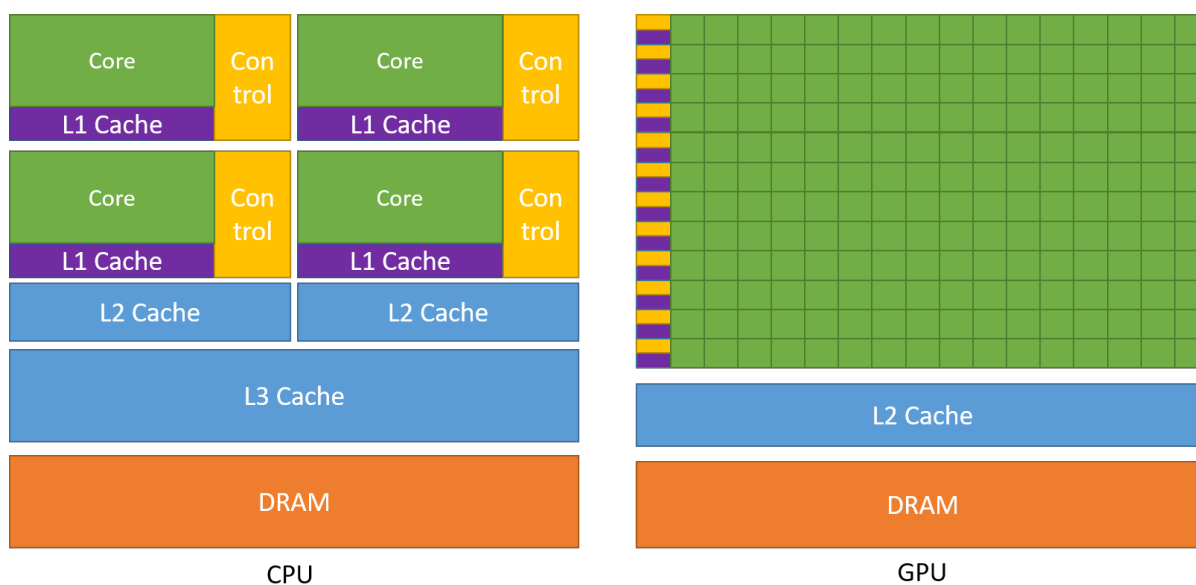 Core
Con
trol
Core
Con
trol
L1 Cache
L1 Cache
Core
Con
trol
Core
Con
trol
L1 Cache
L1 Cache
L2 Cache
L2 Cache
L3 Cache
DRAM
CPU
L2 Cache
DRAM
GPU